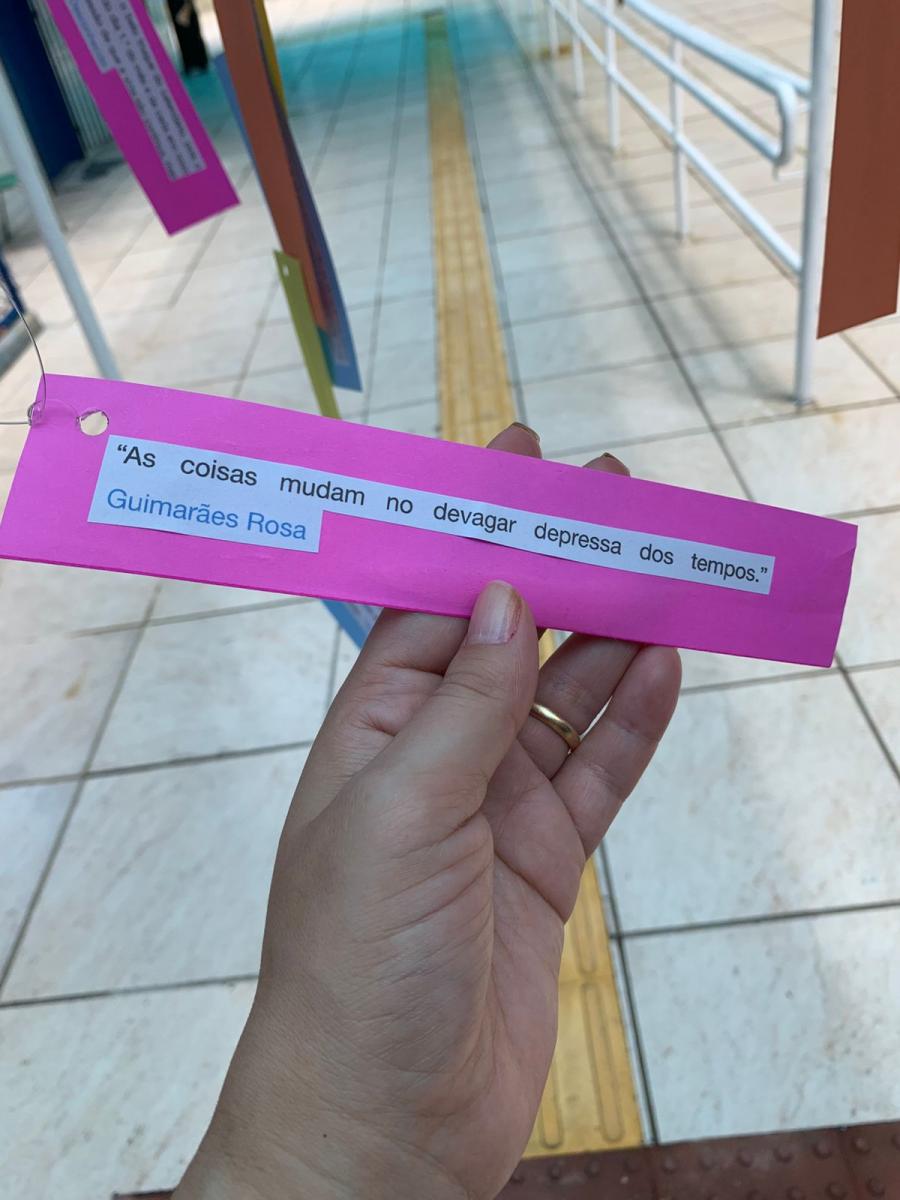 “As coisas mudam no devagar depressa dos tempos.”
Guimarães Rosa